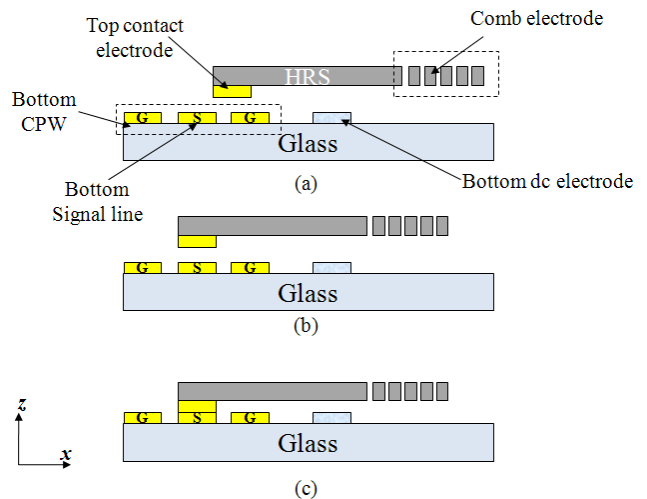 Top contact
electrode
Comb electrode
HRS
Bottom
CPW
G S G
Glass
Bottom
Signal line
Bottom dc electrode
(a)
G S G
Glass
(b)
z
x
G S G
Glass
(c)